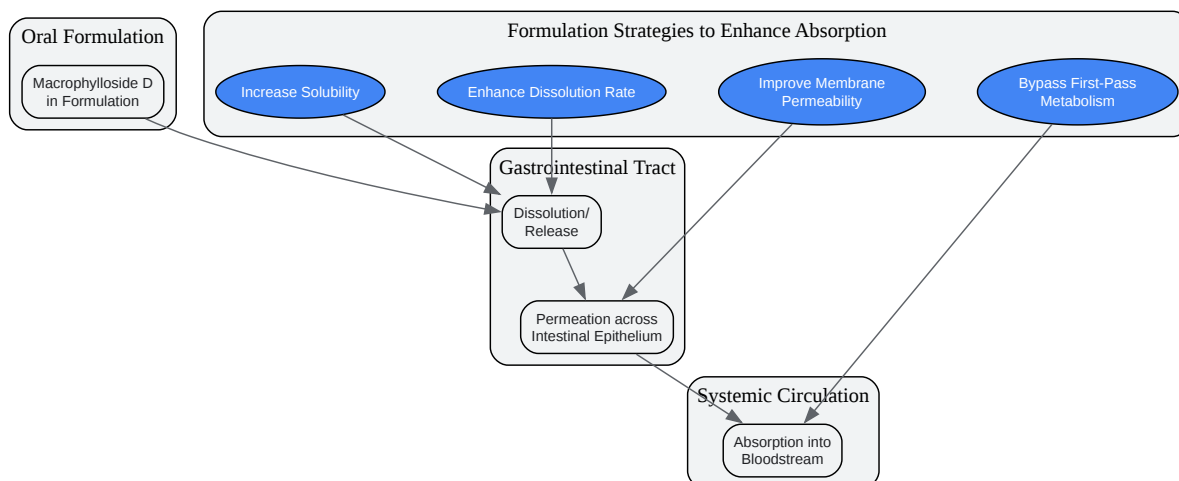 Oral Formulation
Macrophylloside D
in Formulation
Formulation Strategies to Enhance Absorption
Increase Solubility
Enhance Dissolution Rate
Improve Membrane
Permeability
Bypass First-Pass
Metabolism
Gastrointestinal Tract
Dissolution/
Release
Permeation across
Intestinal Epithelium
Systemic Circulation
Absorption into
Bloodstream